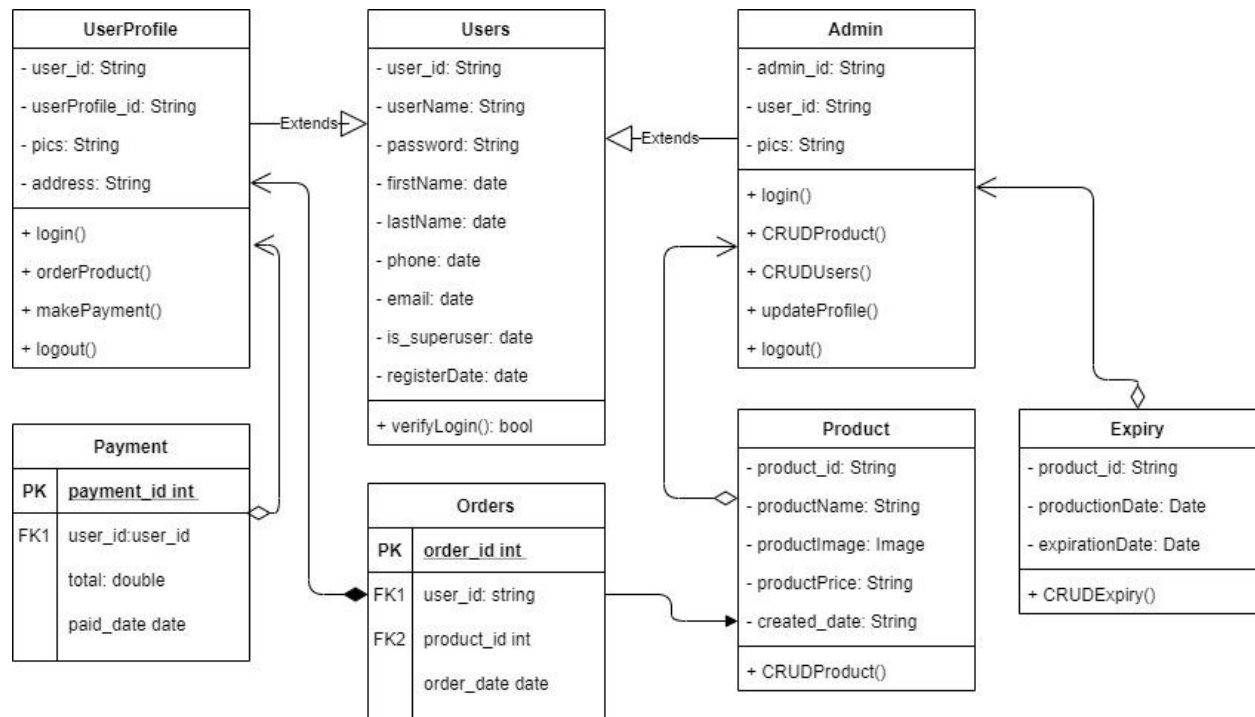 UserProfile
- user_id: String
- userProfile_id: String
- pics: String
- address: String
+ login()
+ orderProduct()
+ makePayment()
+ logout()
Extends
Users
- user_id: String
- userName: String
- password: String
- firstName: date
- lastName: date
- phone: date
- email: date
- is_superuser: date
- registerDate: date
+ verifyLogin(): bool
Extends
Admin
- admin_id: String
- user_id: String
- pics: String
+ login()
+ CRUDProduct()
+ CRUDUsers()
+ updateProfile()
+ logout()
Payment
PK payment_id int
FK1 user_id:user_id
total: double
paid_date date
Orders
PK order_id int
FK1 user_id: string
FK2 product_id int
order_date date
Product
- product_id: String
- productName: String
- productImage: Image
- productPrice: String
- created_date: String
+ CRUDProduct()
Expiry
- product_id: String
- productionDate: Date
- expirationDate: Date
+ CRUDExpiry()